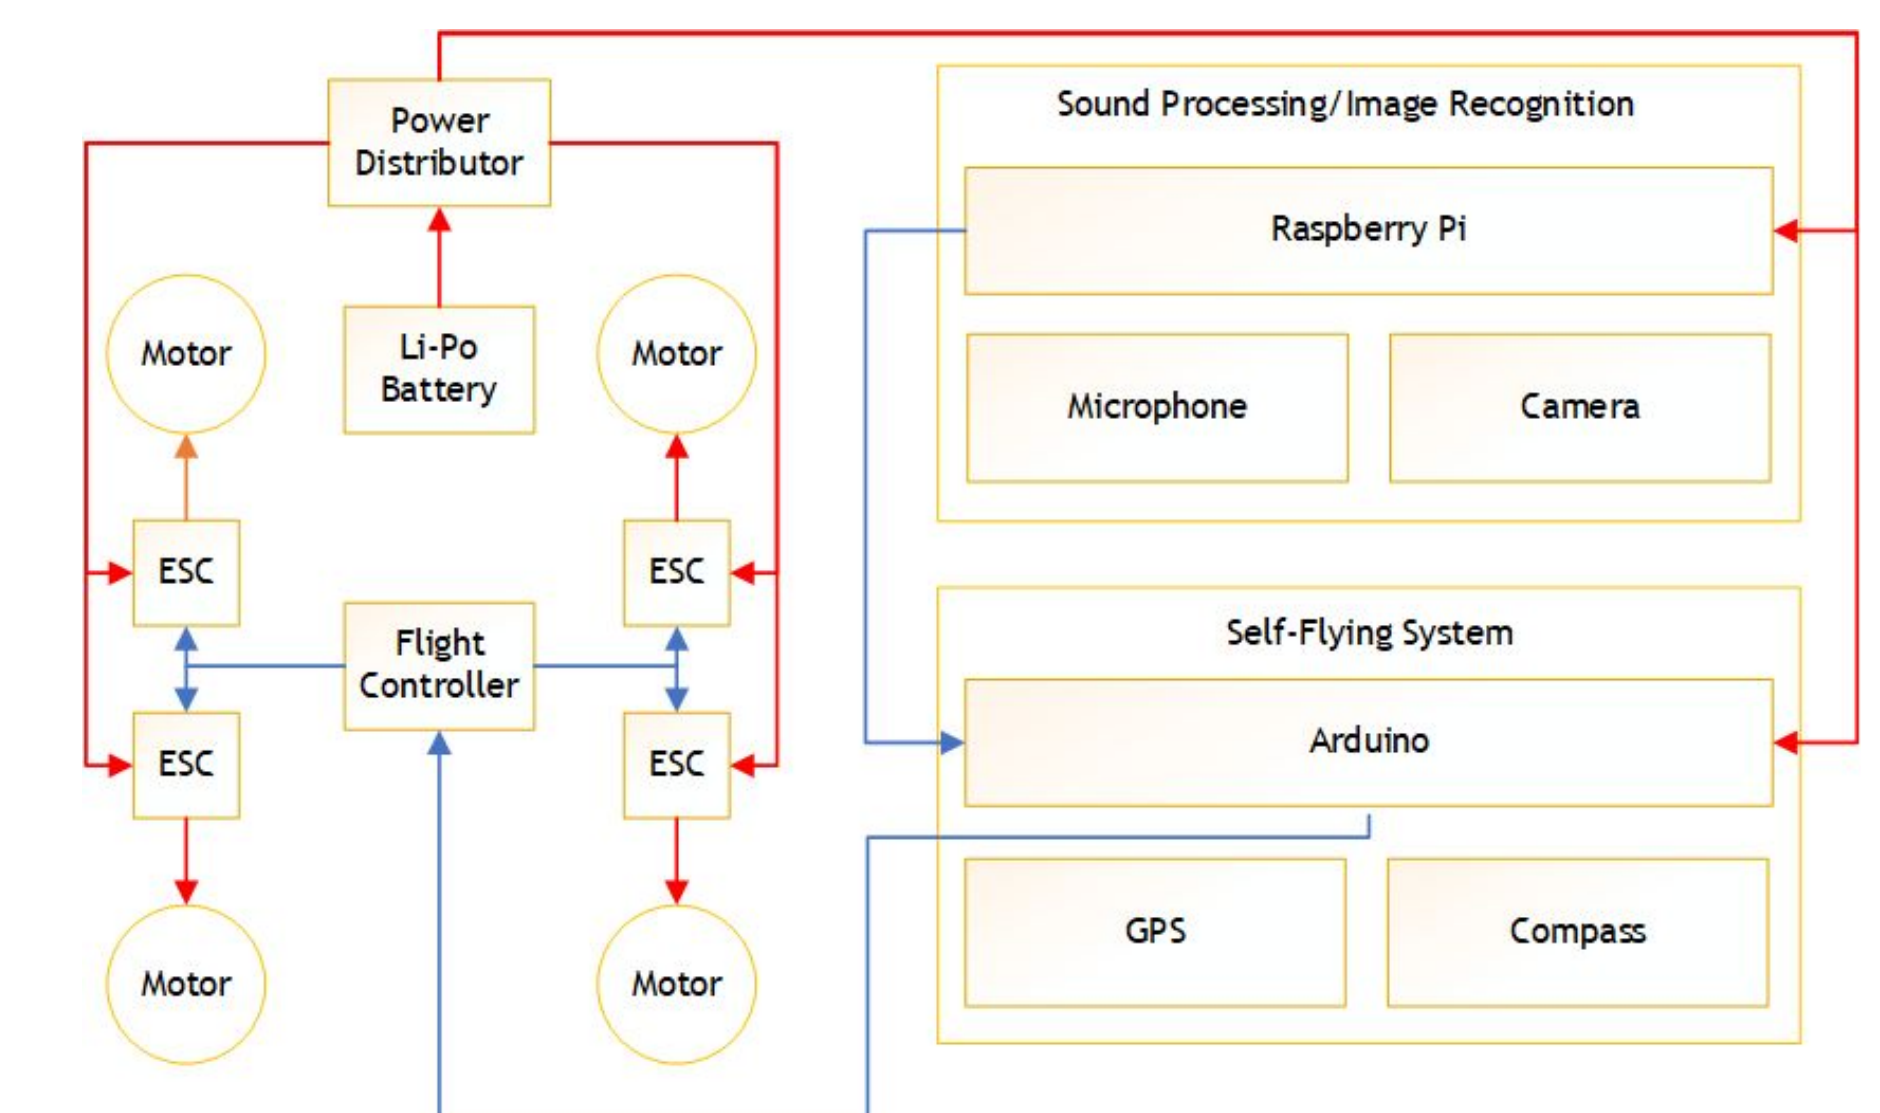 Power
Distributor
Sound Processing/Image Recognition
Raspberry Pi
Motor
Li-Po
Battery
Motor
Microphone
Camera
ESC
ESC
Flight
Controller
Self-Flying System
Arduino
ESC
ESC
GPS
Compass
Motor
Motor